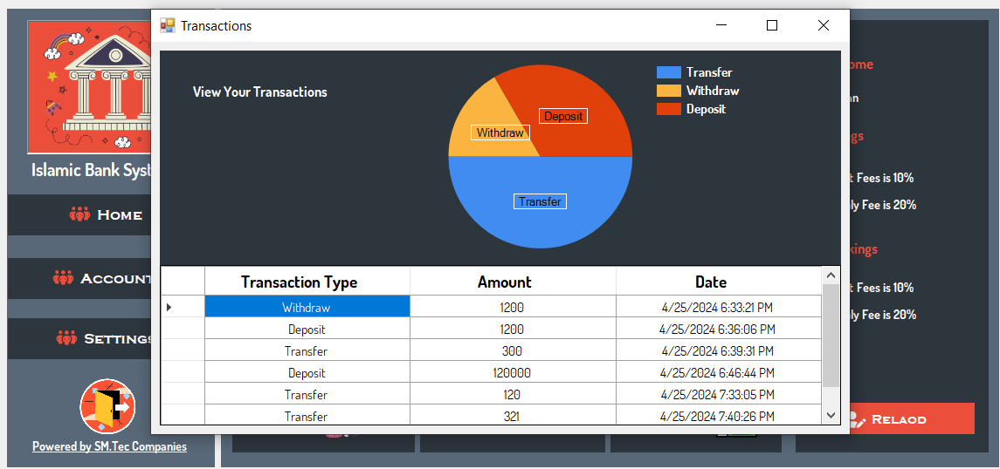 Transactions
View Your Transactions
Transfer
Withdraw
Deposit
Deposit
Withdraw
Transfer
Transaction Type Amount Date
Withdraw 1200 4/25/2024 6:33:21 PM
Deposit 1200 4/25/2024 6:36:06 PM
Transfer 300 4/25/2024 6:39:31 PM
Deposit 120000 4/25/2024 6:46:44 PM
Transfer 120 4/25/2024 7:33:05 PM
Transfer 321 4/25/2024 7:40:26 PM
Islamic Bank Syst
Home
Account
Settings
Powered by SM.Tec Companies
ome
an
gs
t Fees is 10%
ly Fee is 20%
kings
t Fees is 10%
ly Fee is 20%
Relaod